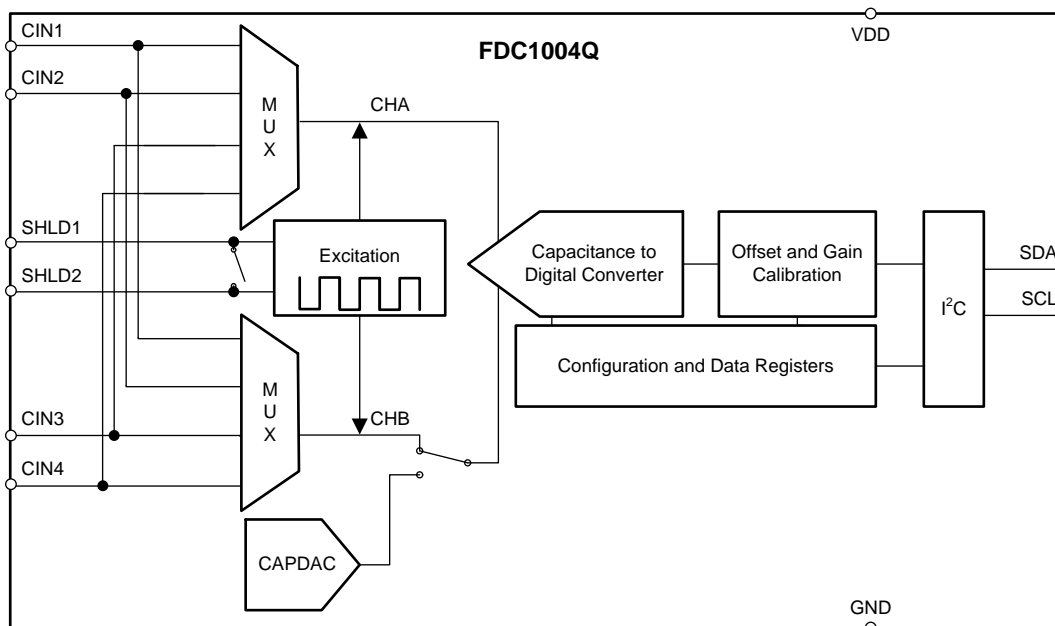 CIN1
CIN2
SHLD1
SHLD2
CIN3
CIN4
M
U
X
CHA
Excitation
M
U
X
CHB
CAPDAC
FDC1004Q
VDD
Capacitance to
Digital Converter
Offset and Gain
Calibration
Configuration and Data Registers
I²C
SDA
SCL
GND